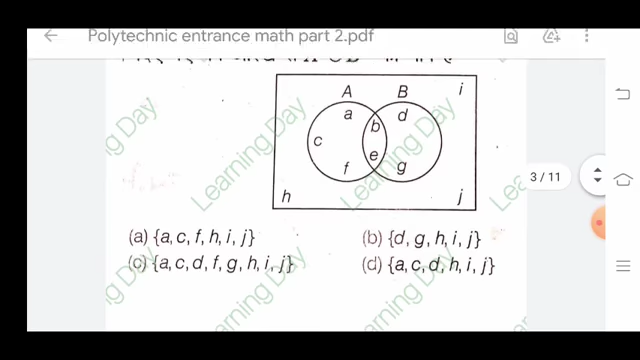 Polytechnic entrance math part 2.pdf
A B i
a d
b
c
e
f g
h j
3 / 11
(a) {a, c, f, h, i, j} (b) {d, g, h, i, j}
(c) {a, c, d, f, g, h, i, j} (d) {a, c, d, h, i, j}
Learning Day
Learning Day
Learning Day
Learning Day